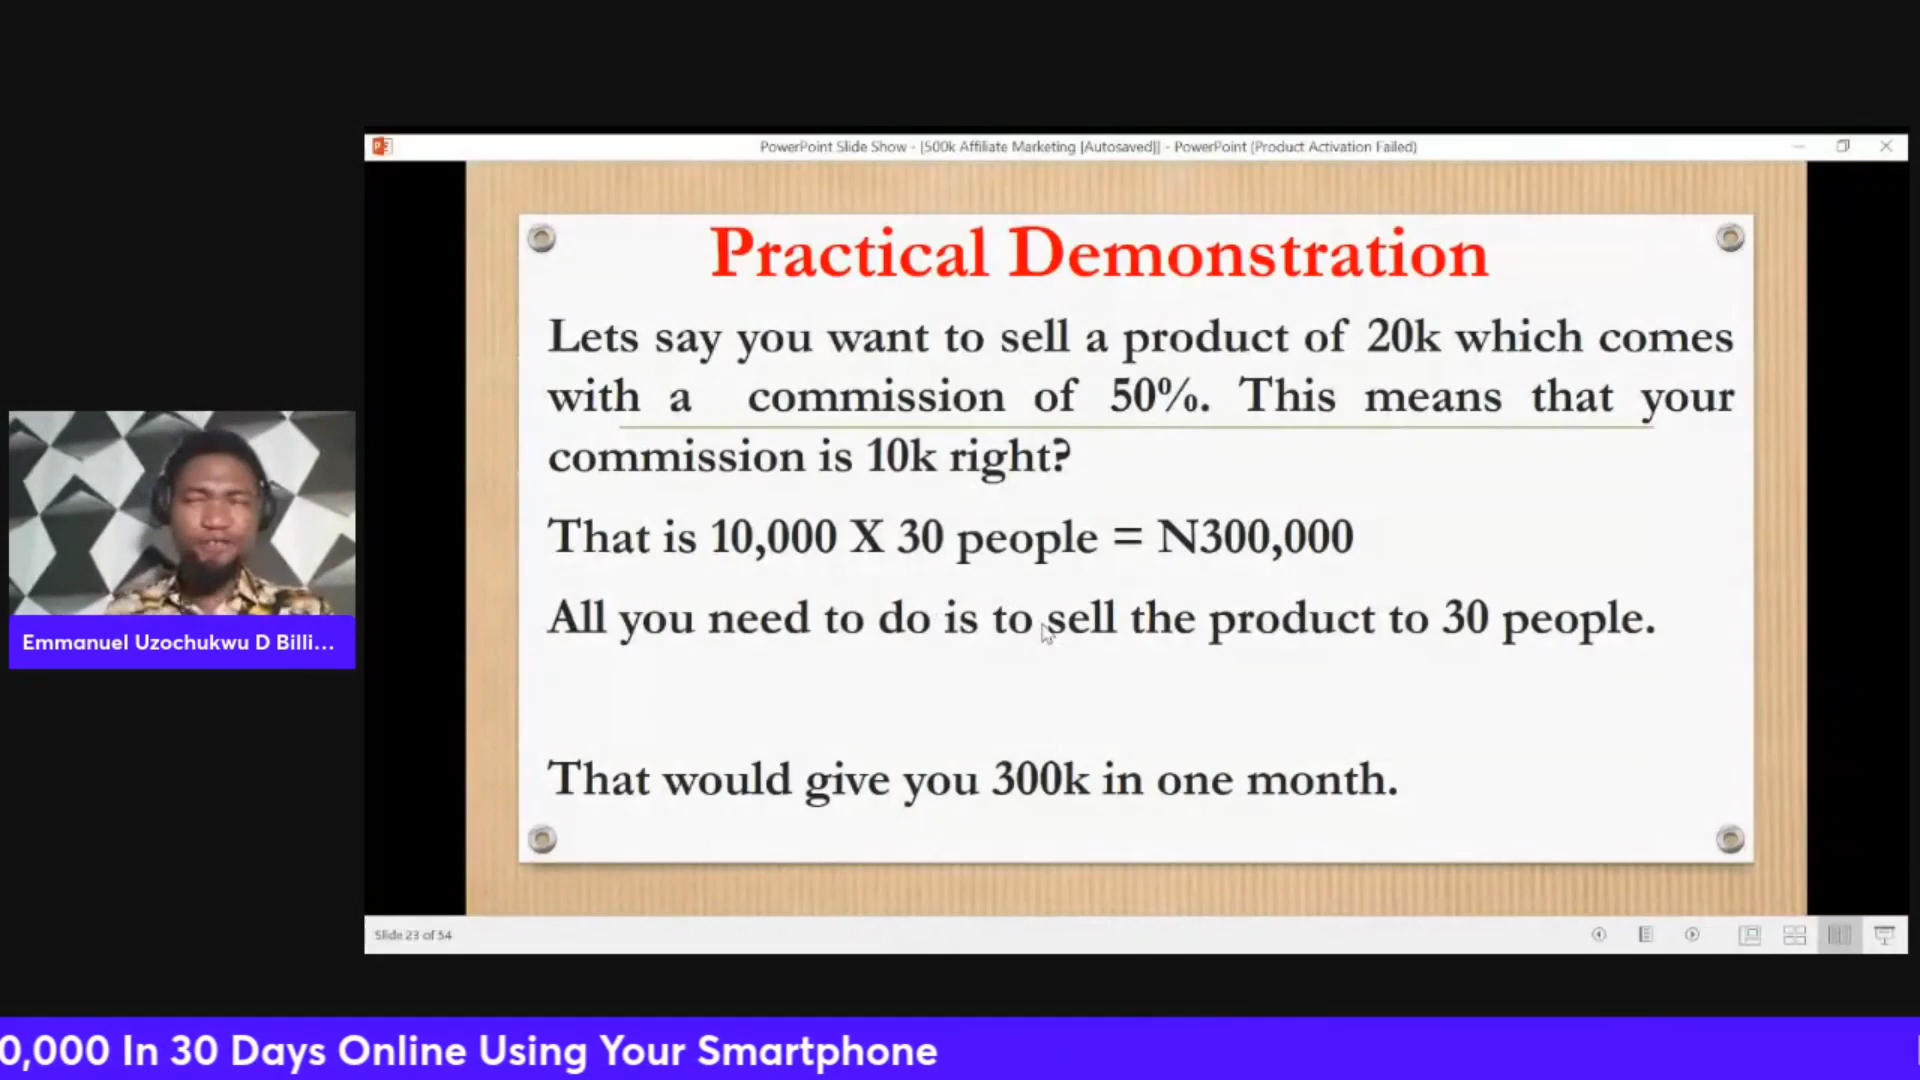 PowerPoint Slide Show - [500k Affiliate Marketing [Autosaved]] - PowerPoint (Product Activation Failed)
Practical Demonstration
Lets say you want to sell a product of 20k which comes
with a commission of 50%. This means that your
commission is 10k right?
That is 10,000 X 30 people = N300,000
All you need to do is to sell the product to 30 people.
That would give you 300k in one month.
Emmanuel Uzochukwu D Billi...
Slide 23 of 54
0,000 In 30 Days Online Using Your Smartphone